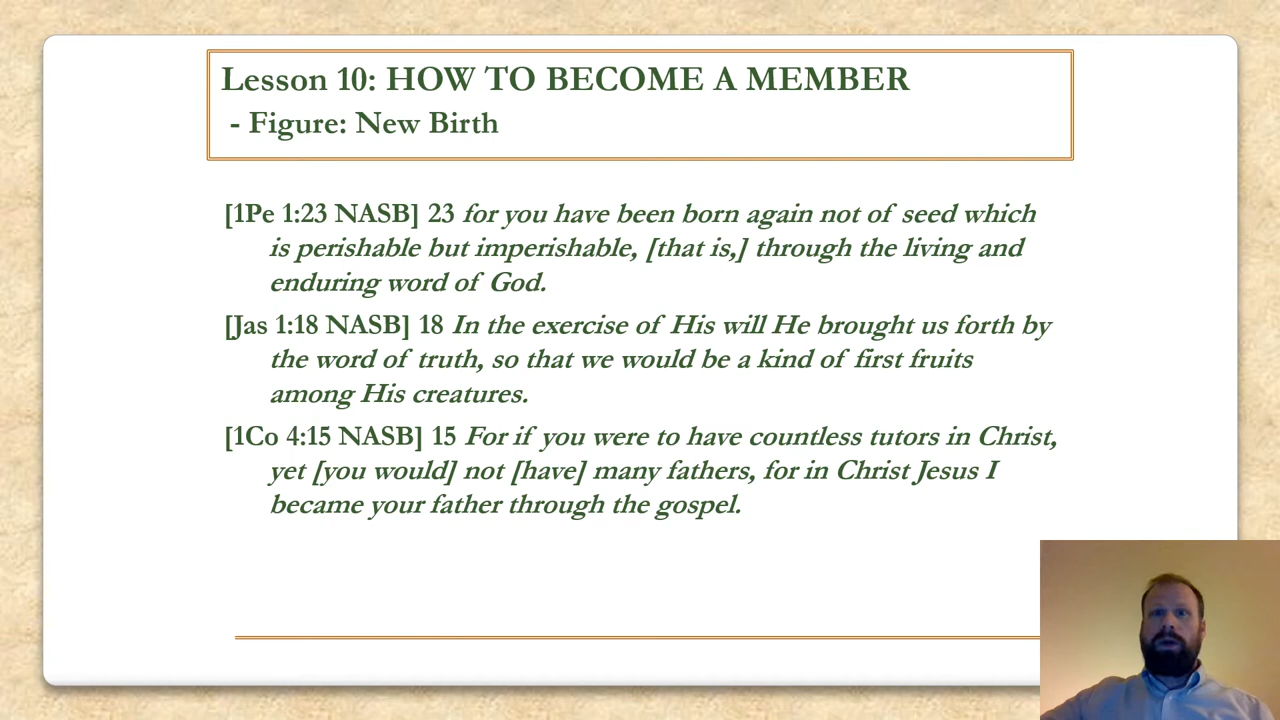 Lesson 10: HOW TO BECOME A MEMBER
- Figure: New Birth
[1Pe 1:23 NASB] 23 for you have been born again not of seed which
is perishable but imperishable, [that is,] through the living and
enduring word of God.
[Jas 1:18 NASB] 18 In the exercise of His will He brought us forth by
the word of truth, so that we would be a kind of first fruits
among His creatures.
[1Co 4:15 NASB] 15 For if you were to have countless tutors in Christ,
yet [you would] not [have] many fathers, for in Christ Jesus I
became your father through the gospel.